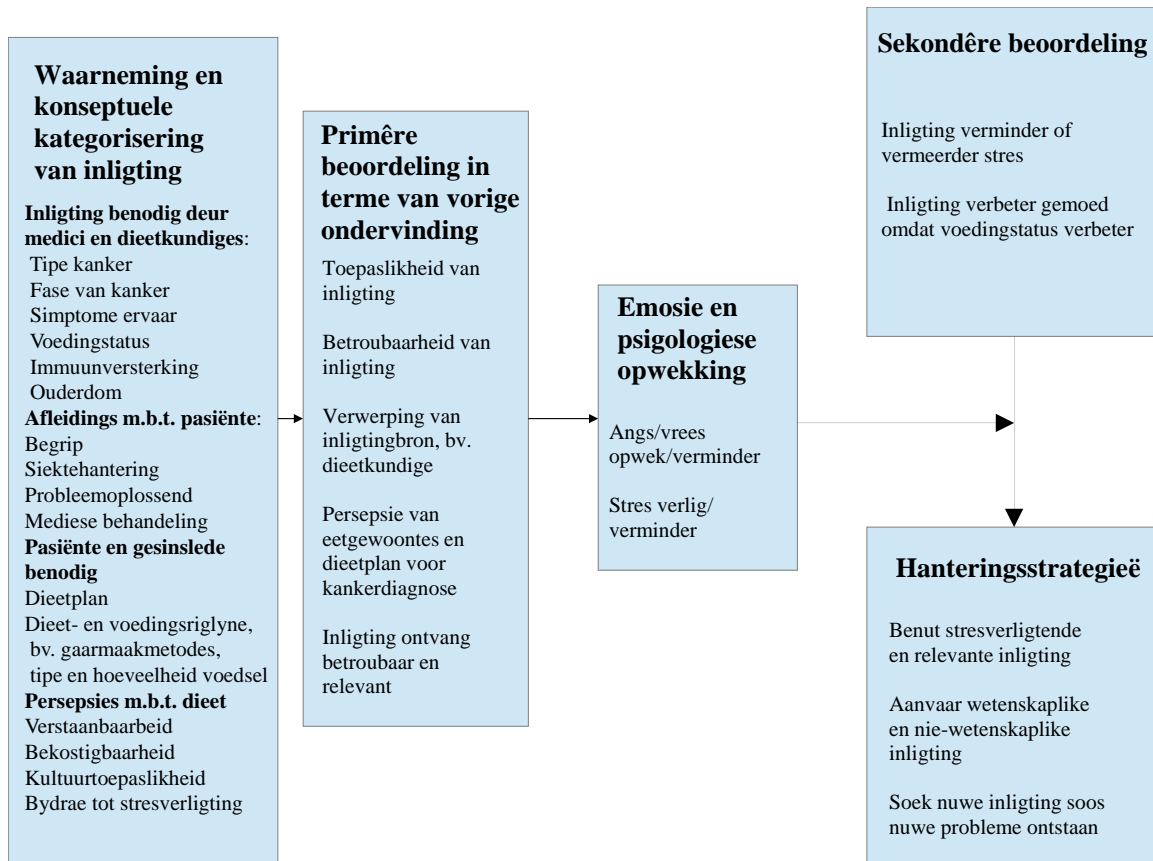 Waarneming en
konseptuele
kategorisering
van inligting
Inligting benodig deur
medici en dieetkundiges:
Tipe kanker
Fase van kanker
Simptome ervaar
Voedingstatus
Immuunversterking
Ouderdom
Afleidings m.b.t. pasiënte:
Begrip
Siektehantering
Probleemoplossend
Mediese behandeling
Pasiënte en gesinslede
benodig
Dieetplan
Dieet- en voedingsriglyne,
bv. gaarmaakmetodes,
tipe en hoeveelheid voedsel
Persepsies m.b.t. dieet
Verstaanbaarbeid
Bekostigbaarheid
Kultuurtoepaslikheid
Bydrae tot stresverligting
Primêre
beoordeling in
terme van vorige
ondervinding
Toepaslikheid van
inligting
Betroubaarheid van
inligting
Verwerping van
inligtingbron, bv.
dieetkundige
Persepsie van
eetgewoontes en
dieetplan voor
kankerdiagnose
Inligting ontvang
betroubaar en
relevant
Emosie en
psigologiese
opwekking
Angs/vrees
opwek/verminder
Stres verlig/
verminder
Sekondêre beoordeling
Inligting verminder of
vermeerder stres
Inligting verbeter gemoed
omdat voedingstatus verbeter
Hanteringsstrategieë
Benut stresverligtende
en relevante inligting
Aanvaar wetenskaplike
en nie-wetenskaplike
inligting
Soek nuwe inligting soos
nuwe probleme ontstaan